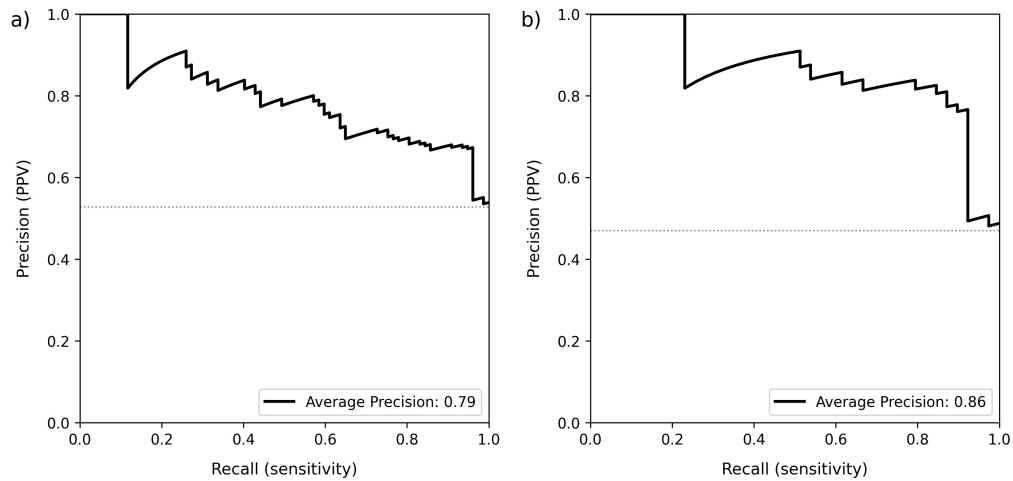 a)
1.0
0.8
0.6
0.4
0.2
0.0
Precision (PPV)
Average Precision: 0.79
0.0 0.2 0.4 0.6 0.8 1.0
Recall (sensitivity)
b)
1.0
0.8
0.6
0.4
0.2
0.0
Precision (PPV)
Average Precision: 0.86
0.0 0.2 0.4 0.6 0.8 1.0
Recall (sensitivity)